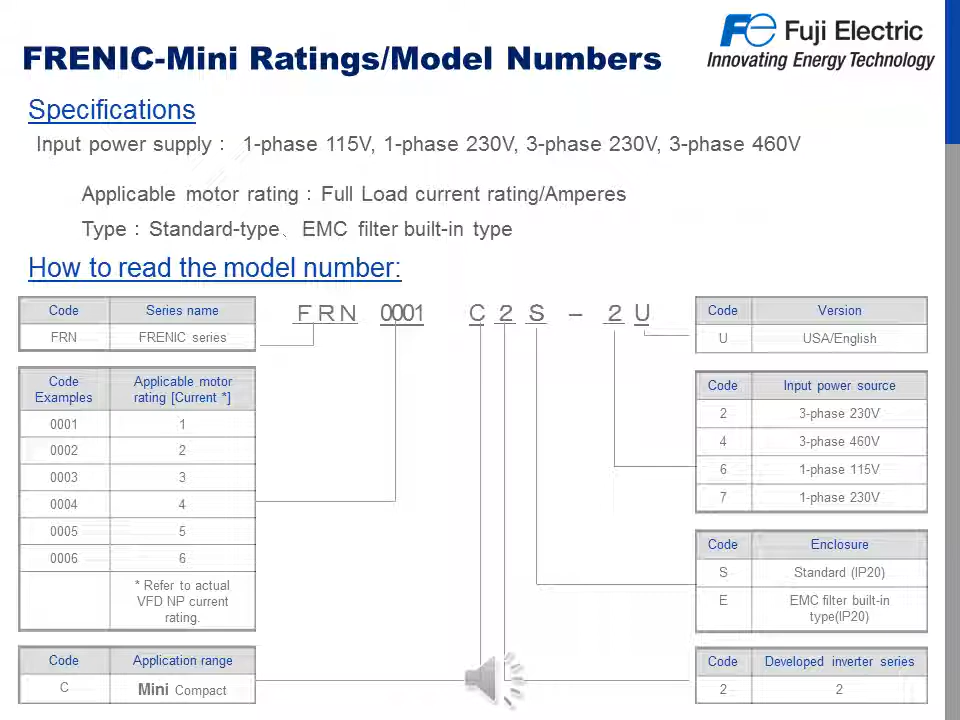 Fuji Electric
Innovating Energy Technology
FRENIC-Mini Ratings/Model Numbers
Specifications
Input power supply： 1-phase 115V, 1-phase 230V, 3-phase 230V, 3-phase 460V
Applicable motor rating：Full Load current rating/Amperes
Type：Standard-type、EMC filter built-in type
How to read the model number:
FRN 0001 C 2 S – 2 U
Code Series name
FRN FRENIC series
Code Examples Applicable motor rating [Current *]
0001 1
0002 2
0003 3
0004 4
0005 5
0006 6
* Refer to actual
VFD NP current
rating.
Code Application range
C Mini Compact
Code Version
U USA/English
Code Input power source
2 3-phase 230V
4 3-phase 460V
6 1-phase 115V
7 1-phase 230V
Code Enclosure
S Standard (IP20)
E EMC filter built-in
type(IP20)
Code Developed inverter series
2 2